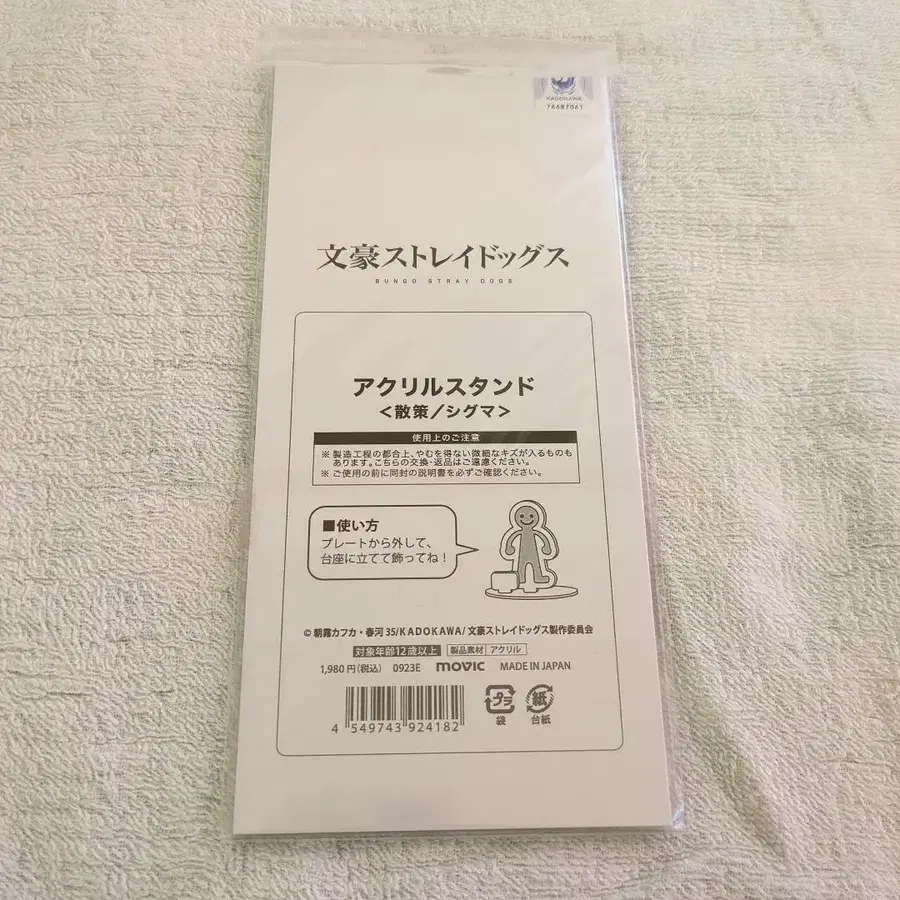 KADOKAWA
76687061
文豪ストレイドッグス
BUNGO STRAY DOGS
アクリルスタンド
<散策/シグマ>
使用上のご注意
※ 製造工程の都合上、やむを得ない微細なキズが入るものも
あります。こちらの交換・返品はご遠慮ください。
※ ご使用の前に同封の説明書を必ずご確認ください。
■使い方
プレートから外して、
台座に立てて飾ってね!
© 朝霧カフカ・春河35/KADOKAWA/文豪ストレイドッグス製作委員会
対象年齢12歳以上 製品素材 アクリル
1,980円(税込) 0923E movic MADE IN JAPAN
4 549743 924182
プラ 紙
袋 台紙